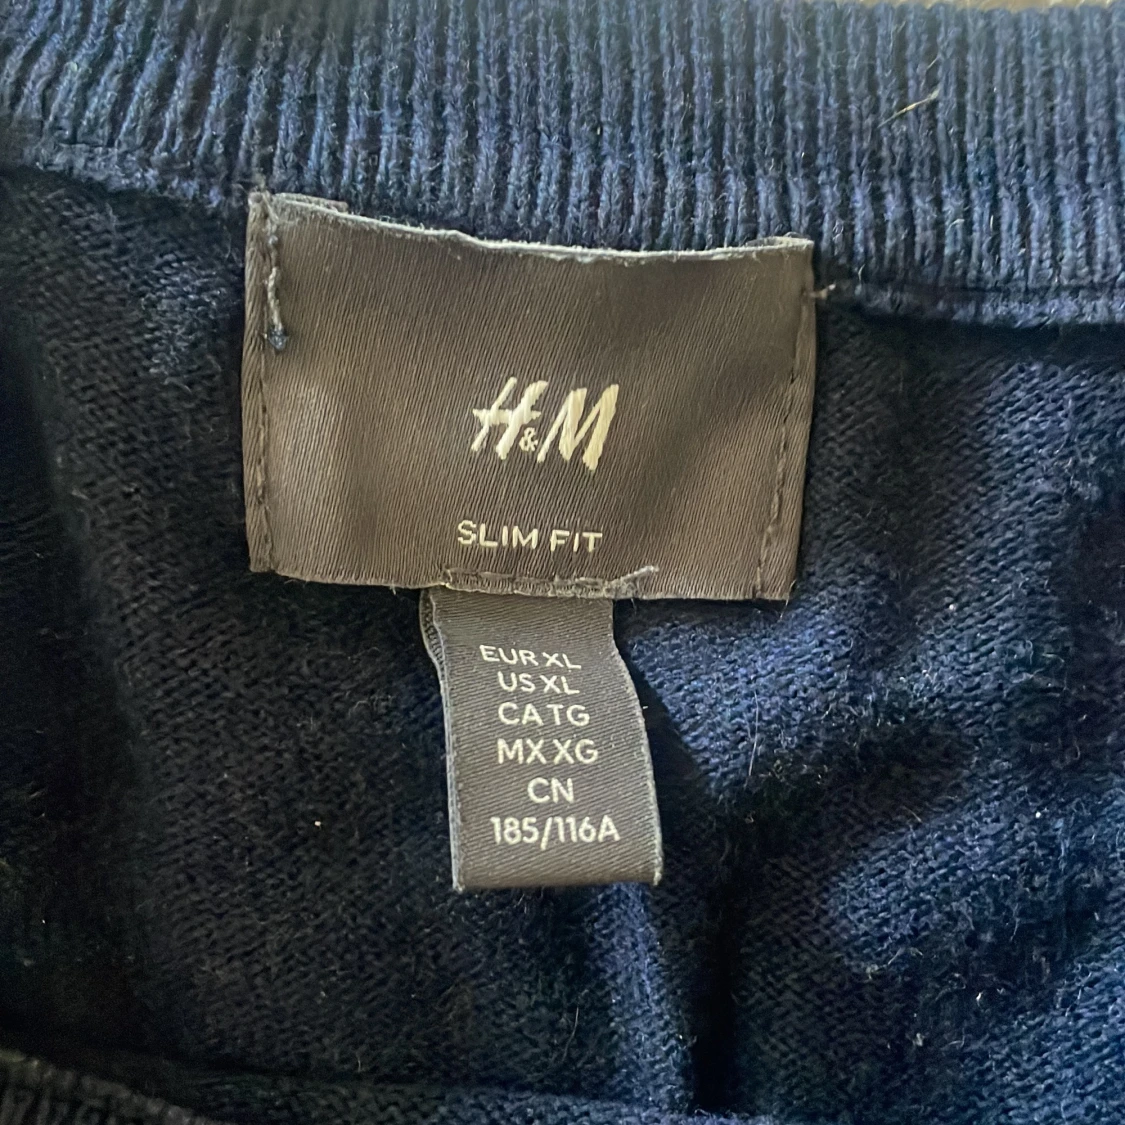 H&M
SLIM FIT
EUR XL
US XL
CA TG
MX XG
CN
185/116A